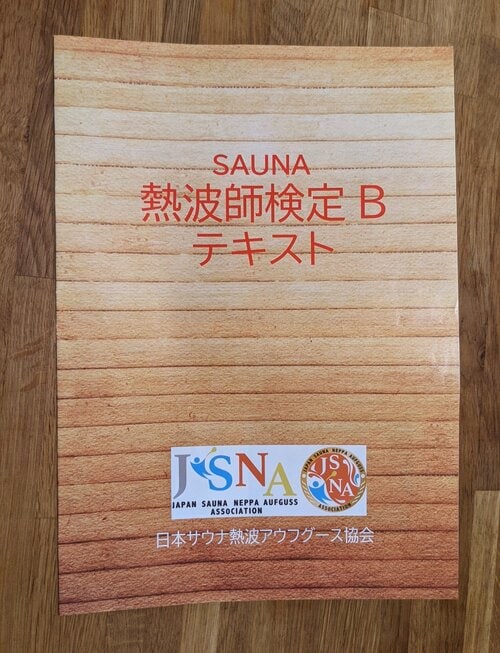 SAUNA
熱波師検定 B
テキスト
JSNA
JAPAN SAUNA NEPPA AUFGUSS
ASSOCIATION
JAPAN SAUNA NEPPA AUFGUSS
JSNA
ASSOCIATION
日本サウナ熱波アウフグース協会